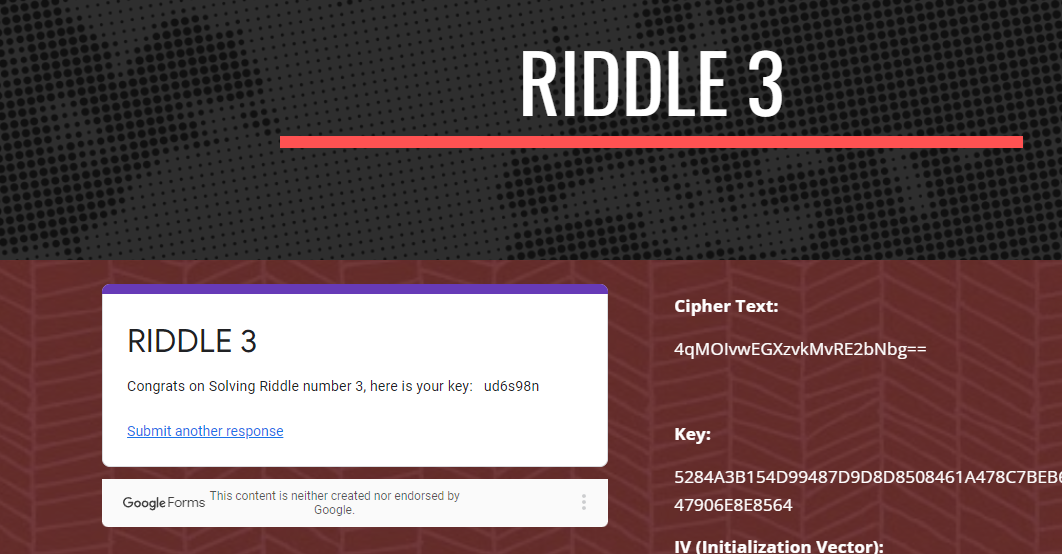 RIDDLE 3
RIDDLE 3
Congrats on Solving Riddle number 3, here is your key: ud6s98n
Submit another response
Google Forms
This content is neither created nor endorsed by
Google.
Cipher Text:
4qMOIvwEGXzvkMvRE2bNbg==
Key:
5284A3B154D99487D9D8D8508461A478C7BEB6
47906E8E8564
IV (Initialization Vector):